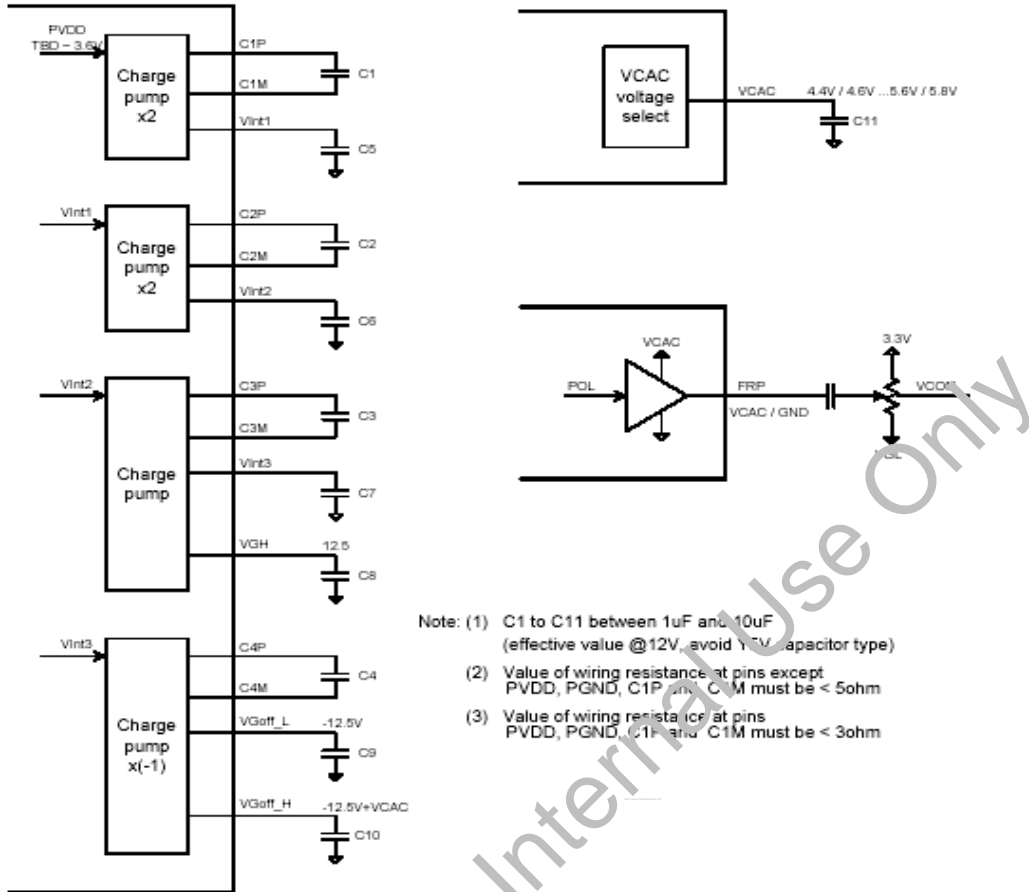 PVDD
TBD – 3.6V
Charge
pump
x2
C1P
C1
C1M
VInt1
C5
VInt1
Charge
pump
x2
C2P
C2
C2M
VInt2
C6
VInt2
Charge
pump
C3P
C3
C3M
VInt3
C7
VGH
12.5
C8
VInt3
Charge
pump
x(-1)
C4P
C4
C4M
VGoff_L
-12.5V
C9
VGoff_H
-12.5V+VCAC
C10
VCAC
voltage
select
VCAC
4.4V / 4.6V ...5.6V / 5.8V
C11
POL
VCAC
FRP
VCAC / GND
3.3V
Note: (1) C1 to C11 between 1uF and 10uF
(effective value @12V, avoid capacitor type)
(2) Value of wiring resistance at pins except
PVDD, PGND, C1P and C1M must be < 5ohm
(3) Value of wiring resistance at pins
PVDD, PGND, C1P and C1M must be < 3ohm
Internal Use Only